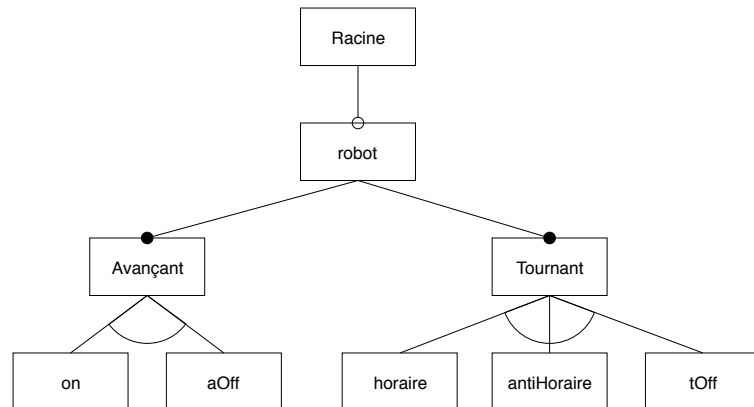 Racine
robot
Avançant
Tournant
on
aOff
horaire
antiHoraire
tOff